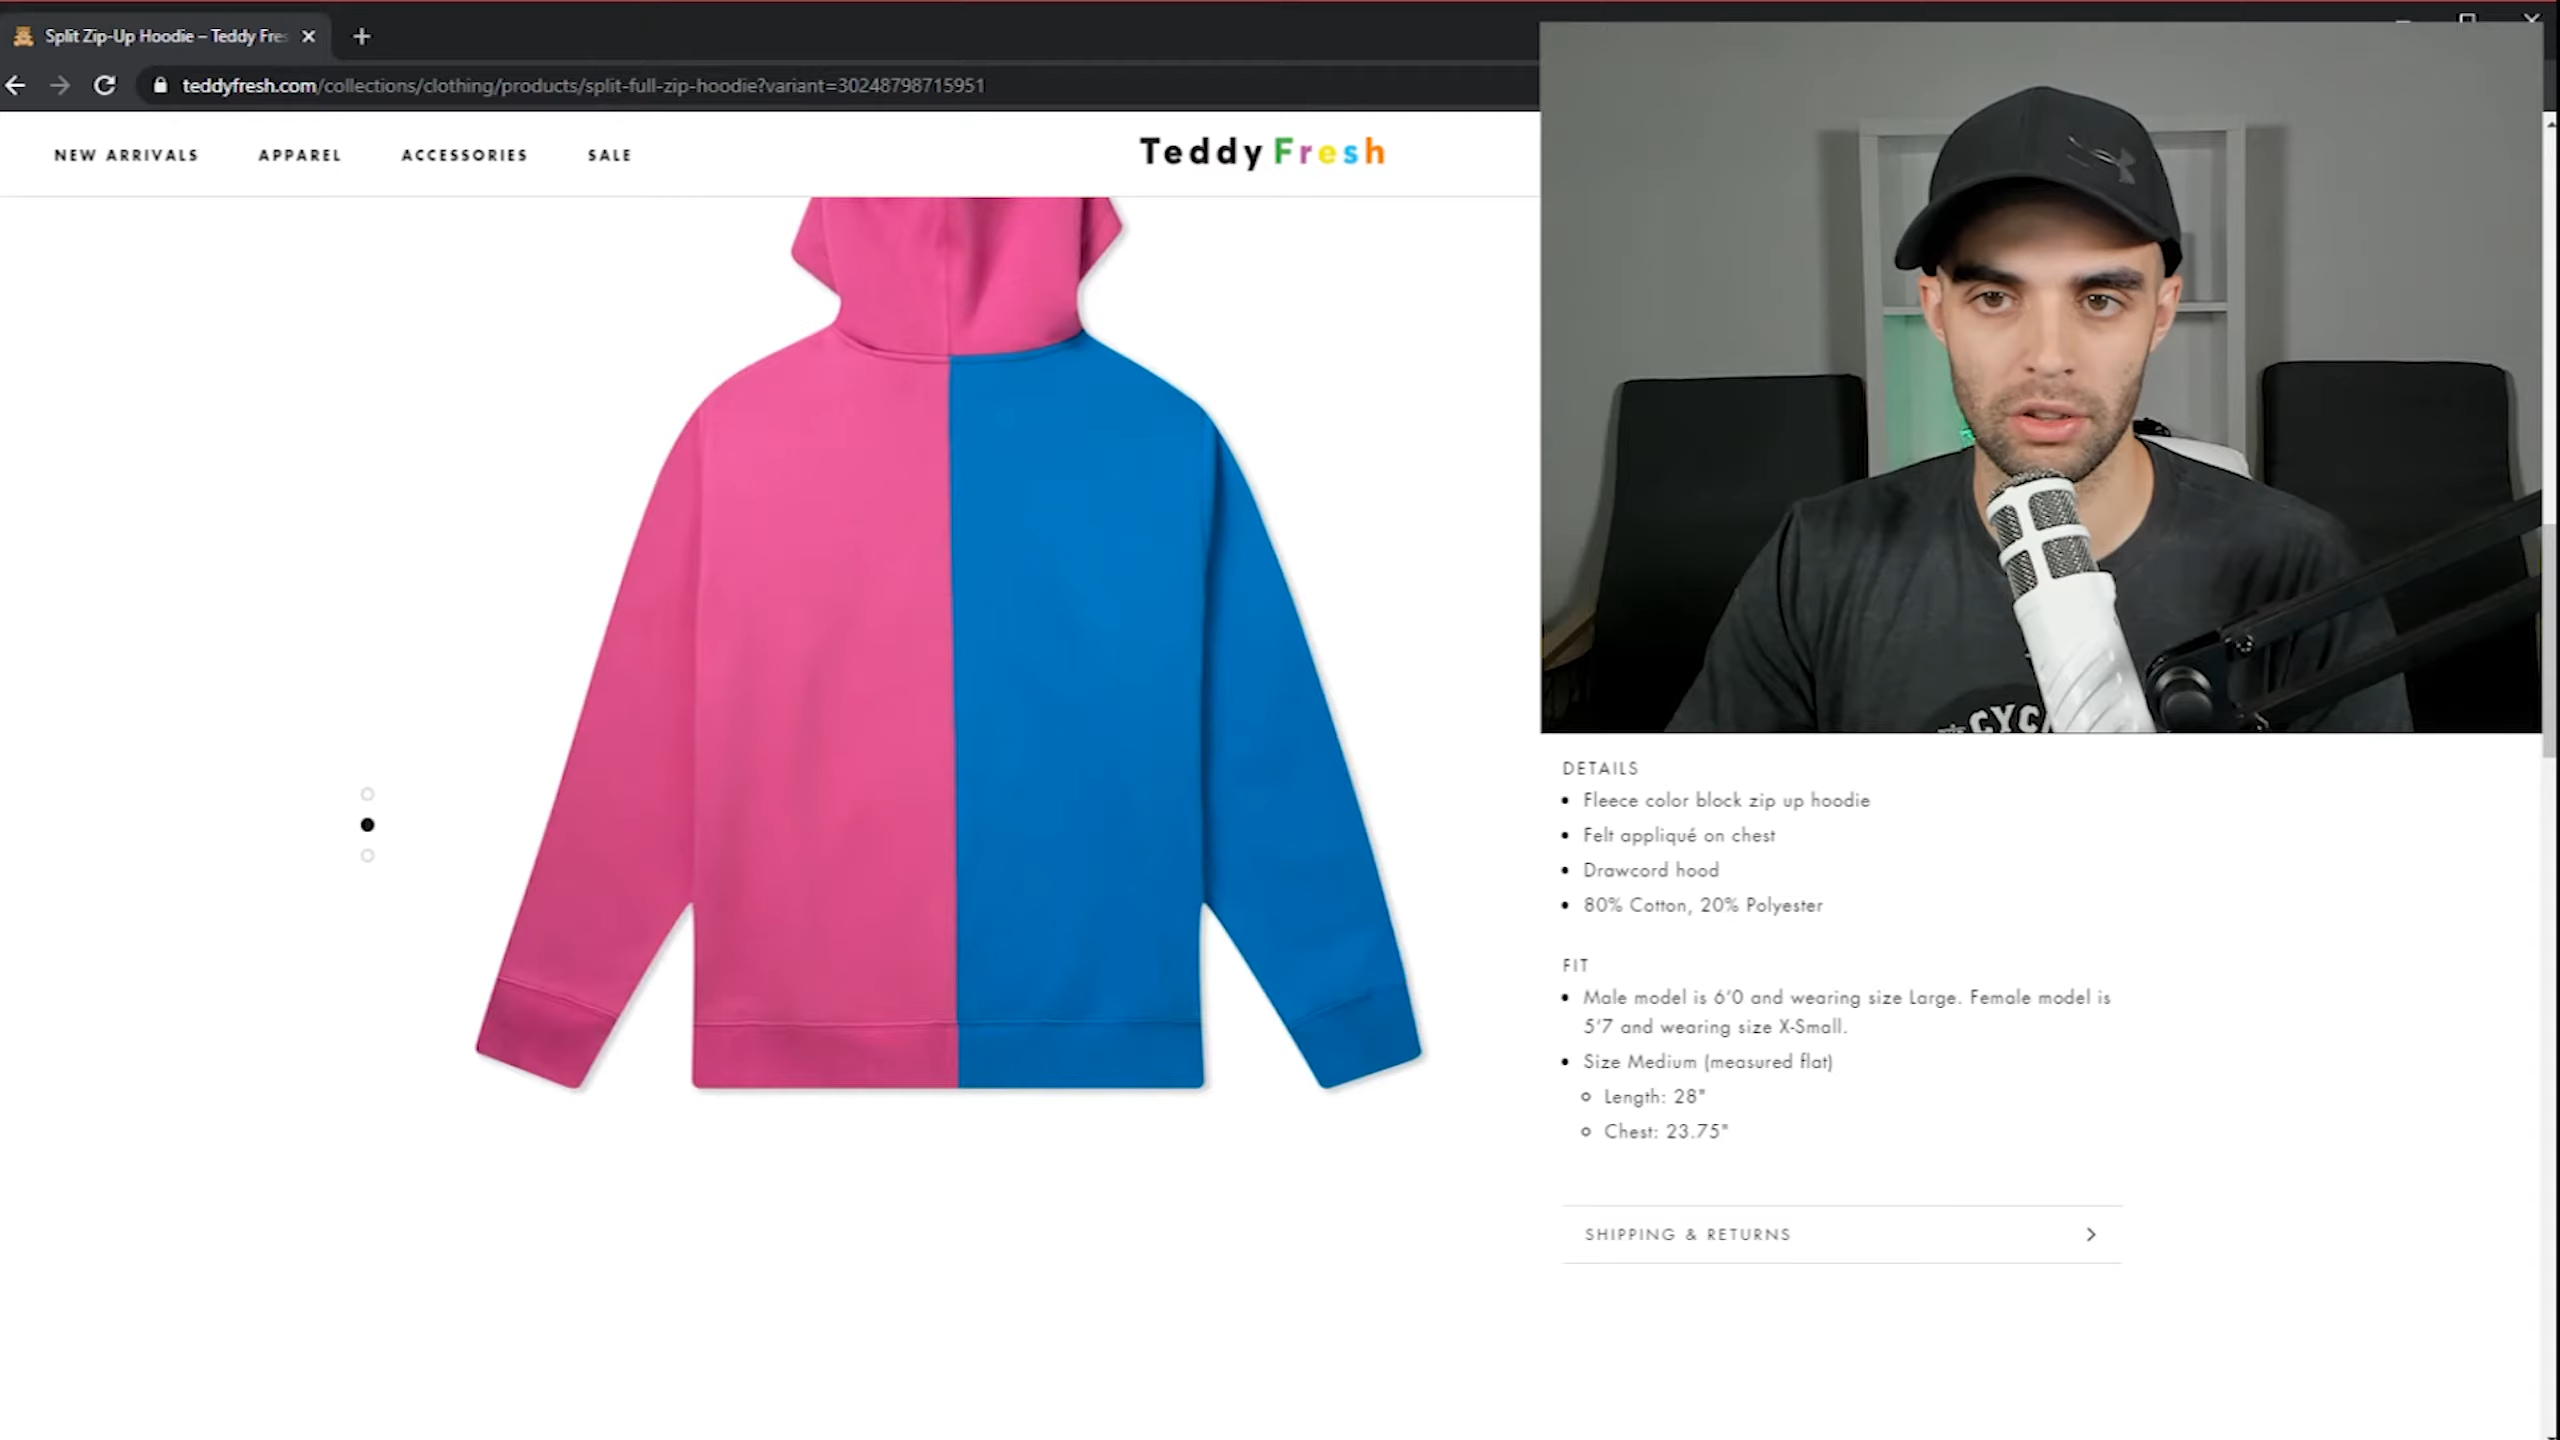 Split Zip-Up Hoodie – Teddy Fres
teddyfresh.com/collections/clothing/products/split-full-zip-hoodie?variant=30248798715951
NEW ARRIVALS APPAREL ACCESSORIES SALE
Teddy Fresh
DETAILS
Fleece color block zip up hoodie
Felt appliqué on chest
Drawcord hood
80% Cotton, 20% Polyester
FIT
Male model is 6'0 and wearing size Large. Female model is
5'7 and wearing size X-Small.
Size Medium (measured flat)
Length: 28"
Chest: 23.75"
SHIPPING & RETURNS